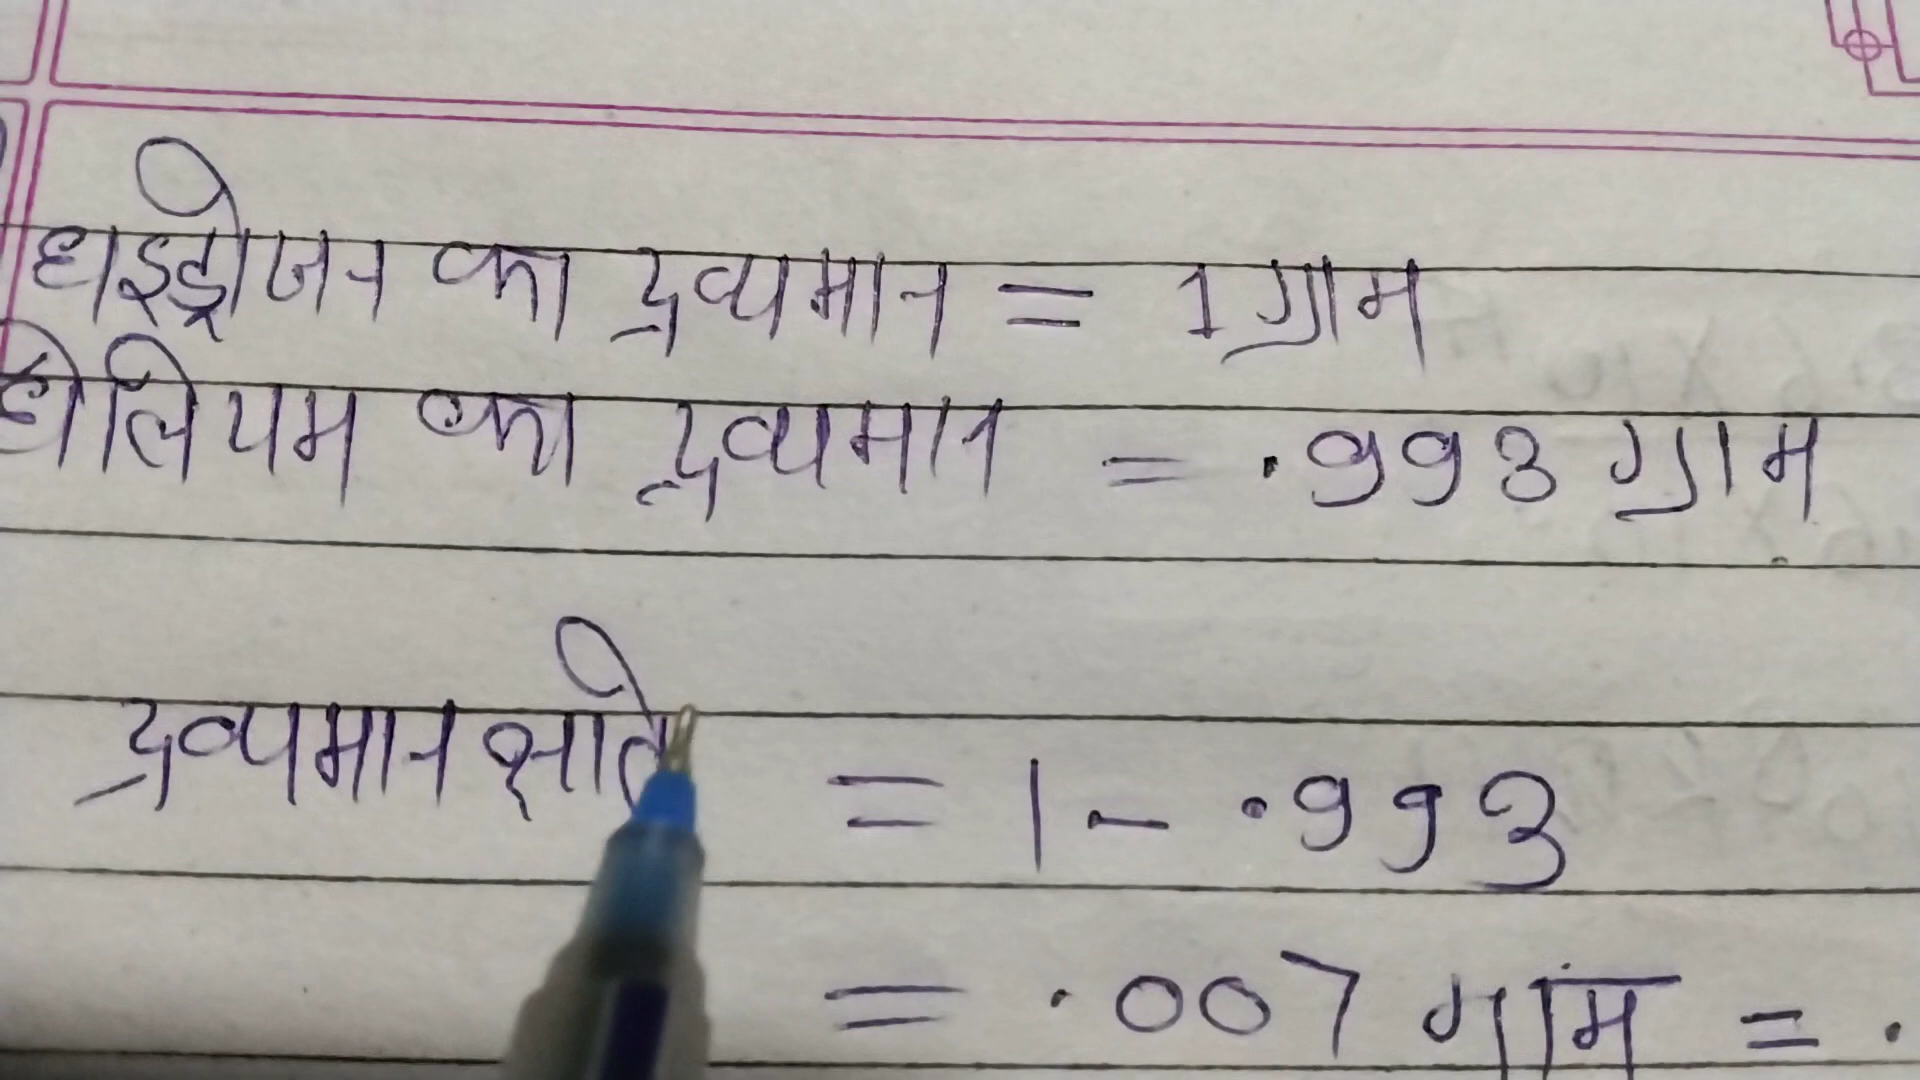 हाइड्रोजन का द्रव्यमान = 1 ग्राम
हीलियम का द्रव्यमान = .993 ग्राम
द्रव्यमान क्षति = 1 - .993
= .007 ग्राम = .